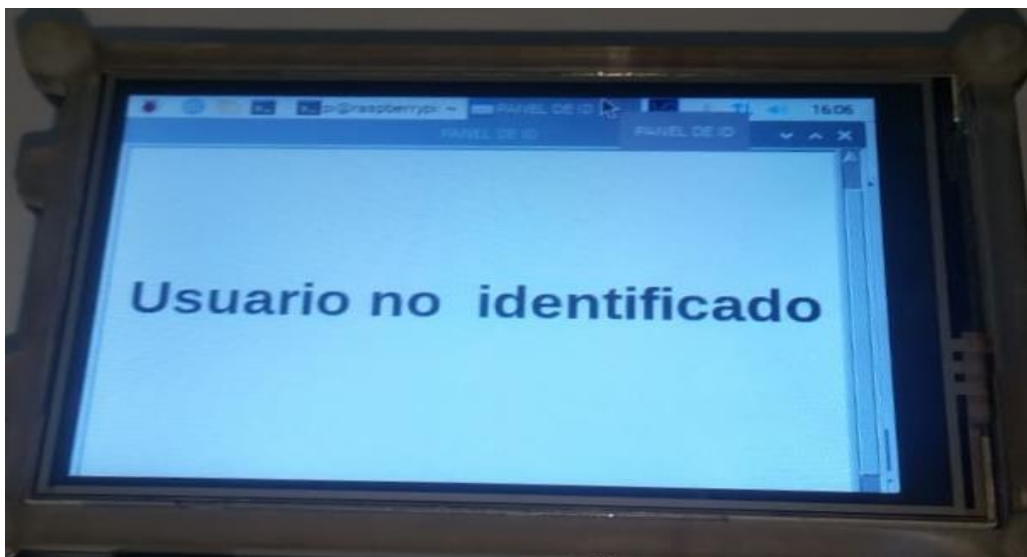 pi@raspberrypi: ~ PANEL DE ID 16:06
PANEL DE ID PANEL DE ID
Usuario no identificado